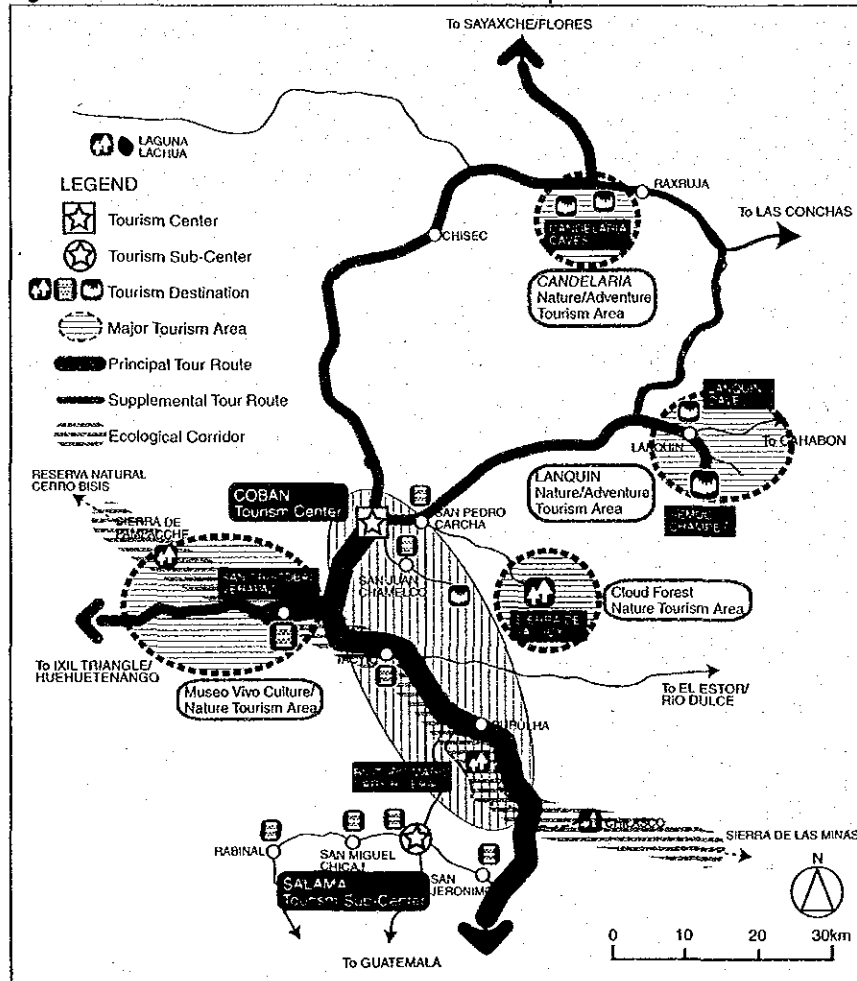 To SAYAXCHE/FLORES
LAGUNA
LACHUA
LEGEND
Tourism Center
Tourism Sub-Center
Tourism Destination
Major Tourism Area
Principal Tour Route
Supplemental Tour Route
Ecological Corridor
RAXRUJA
To LAS CONCHAS
CHISEC
CANDELARIA
CAVES
CANDELARIA
Nature/Adventure
Tourism Area
LANQUIN
CAVE
LANQUIN
To CAHABON
LANQUIN
Nature/Adventure
Tourism Area
RESERVA NATURAL
CERRO BISIS
COBAN
Tourism Center
SAN PEDRO
CARCHA
SIERRA DE
SAN JUAN
CHAMELCO
Cloud Forest
Nature Tourism Area
To IXIL TRIANGLE/
HUEHUETENANGO
Museo Vivo Culture/
Nature Tourism Area
To EL ESTOR/
RIO DULCE
SIERRA DE LAS MINAS
RABINAL
SAN MIGUEL
SAN
SALAMA
Tourism Sub-Center
To GUATEMALA
N
0 10 20 30km